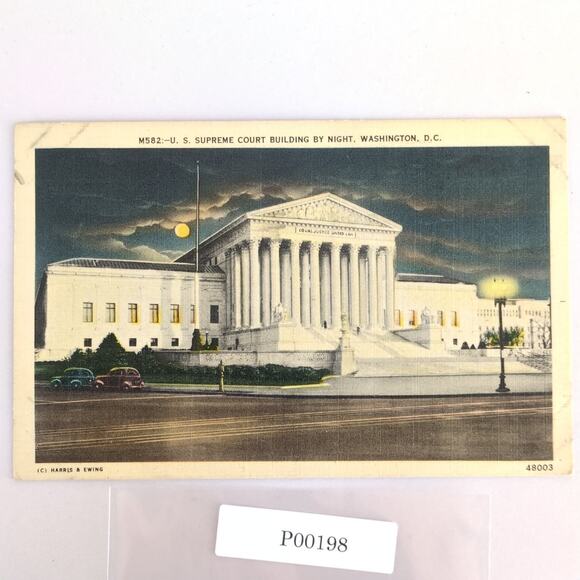 M582:-U. S. SUPREME COURT BUILDING BY NIGHT, WASHINGTON, D.C.
EQUAL JUSTICE UNDER LAW
(C) HARRIS & EWING
48003
P00198